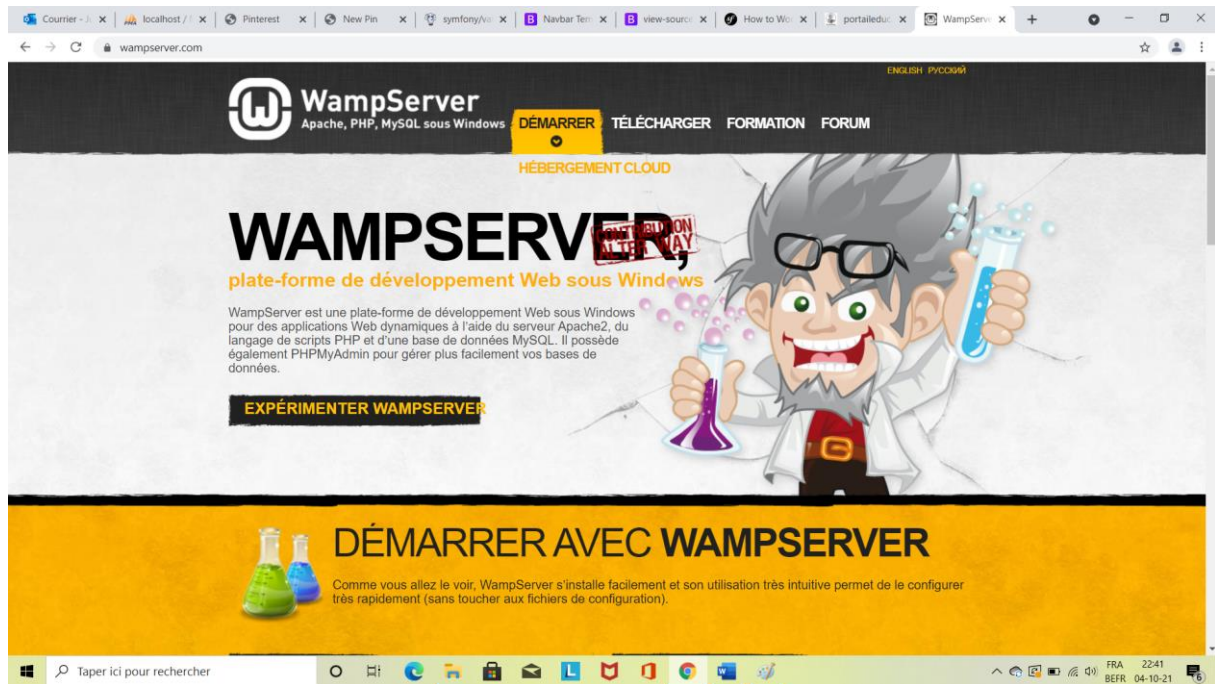 Courrier - J
localhost / 
Pinterest
New Pin
symfony/va
Navbar Tem
view-source:
How to Wo
portaileduc
WampServ
wampserver.com
ENGLISH РУССКИЙ
WampServer
Apache, PHP, MySQL sous Windows
DÉMARRER TÉLÉCHARGER FORMATION FORUM
HÉBERGEMENT CLOUD
WAMPSERVER,
CONTRIBUTION
ALTER WAY
plate-forme de développement Web sous Windows
WampServer est une plate-forme de développement Web sous Windows
pour des applications Web dynamiques à l'aide du serveur Apache2, du
langage de scripts PHP et d'une base de données MySQL. Il possède
également PHPMyAdmin pour gérer plus facilement vos bases de
données.
EXPÉRIMENTER WAMPSERVER
DÉMARRER AVEC WAMPSERVER
Comme vous allez le voir, WampServer s'installe facilement et son utilisation très intuitive permet de le configurer
très rapidement (sans toucher aux fichiers de configuration).
Taper ici pour rechercher
FRA 22:41
BEFR 04-10-21
6